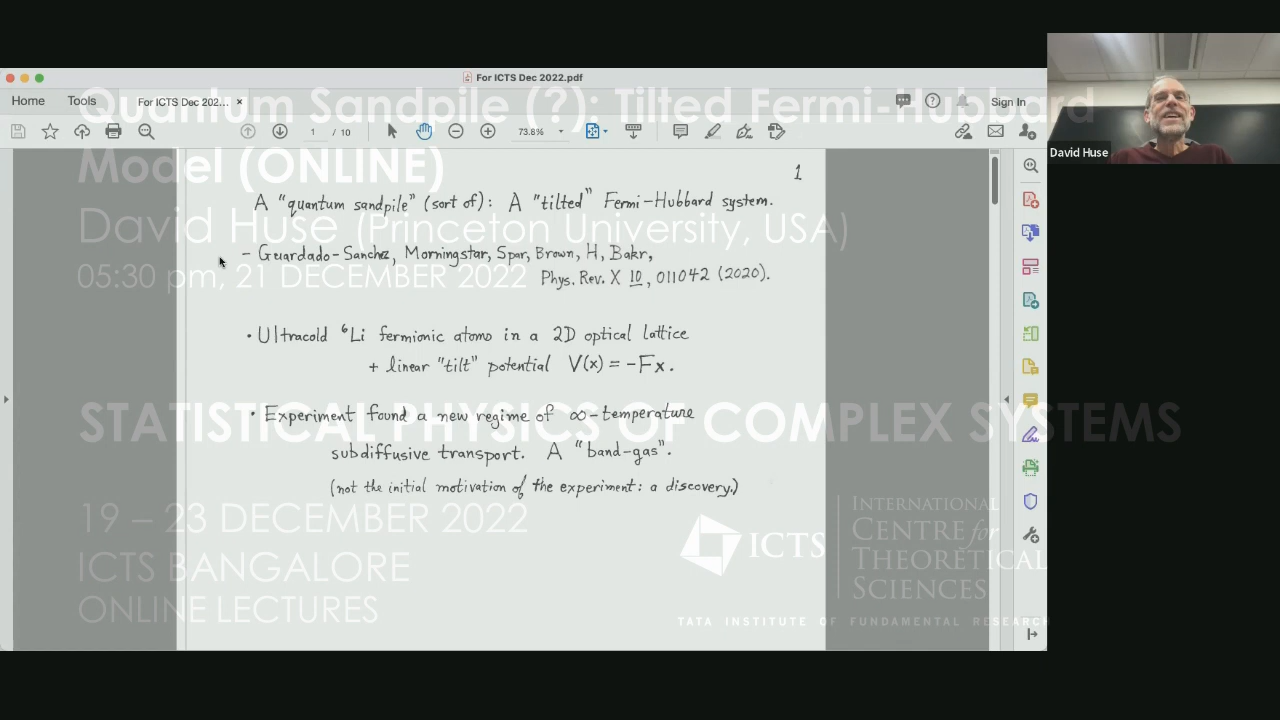 For ICTS Dec 2022.pdf
Home
Tools
For ICTS Dec 202... ×
Sign In
1 / 10
73.8%
David Huse
Quantum Sandpile (?): Tilted Fermi-Hubbard
Model (ONLINE)
David Huse (Princeton University, USA)
05:30 pm, 21 DECEMBER 2022
STATISTICAL PHYSICS OF COMPLEX SYSTEMS
19 – 23 DECEMBER 2022
ICTS BANGALORE
ONLINE LECTURES
ICTS
INTERNATIONAL
CENTRE for
THEORETICAL
SCIENCES
TATA INSTITUTE OF FUNDAMENTAL RESEARCH
1
A "quantum sandpile" (sort of): A "tilted" Fermi-Hubbard system.
- Guardado-Sanchez, Morningstar, Spar, Brown, H, Bakr,
Phys. Rev. X 10, 011042 (2020).
• Ultracold ⁶Li fermionic atoms in a 2D optical lattice
+ linear "tilt" potential V(x) = -Fx.
• Experiment found a new regime of ∞-temperature
subdiffusive transport. A "band-gas".
(not the initial motivation of the experiment: a discovery.)